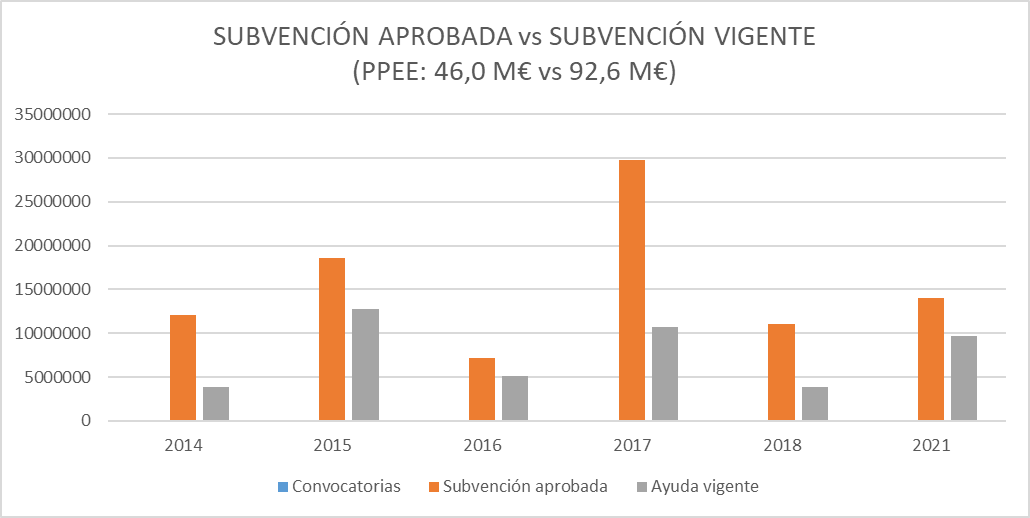 SUBVENCIÓN APROBADA vs SUBVENCIÓN VIGENTE
(PPEE: 46,0 M€ vs 92,6 M€)
35000000
30000000
25000000
20000000
15000000
10000000
5000000
0
2014 2015 2016 2017 2018 2021
Convocatorias Subvención aprobada Ayuda vigente